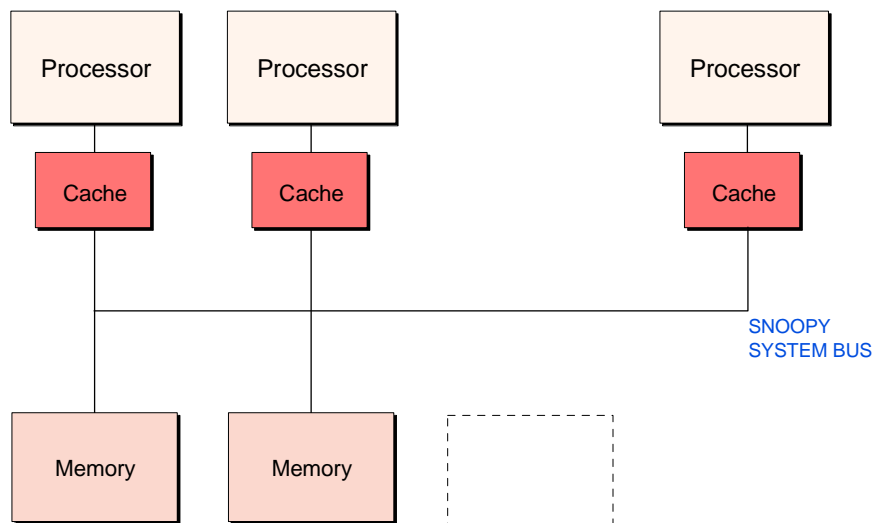 Processor
Processor
Processor
Cache
Cache
Cache
SNOOPY
SYSTEM BUS
Memory
Memory